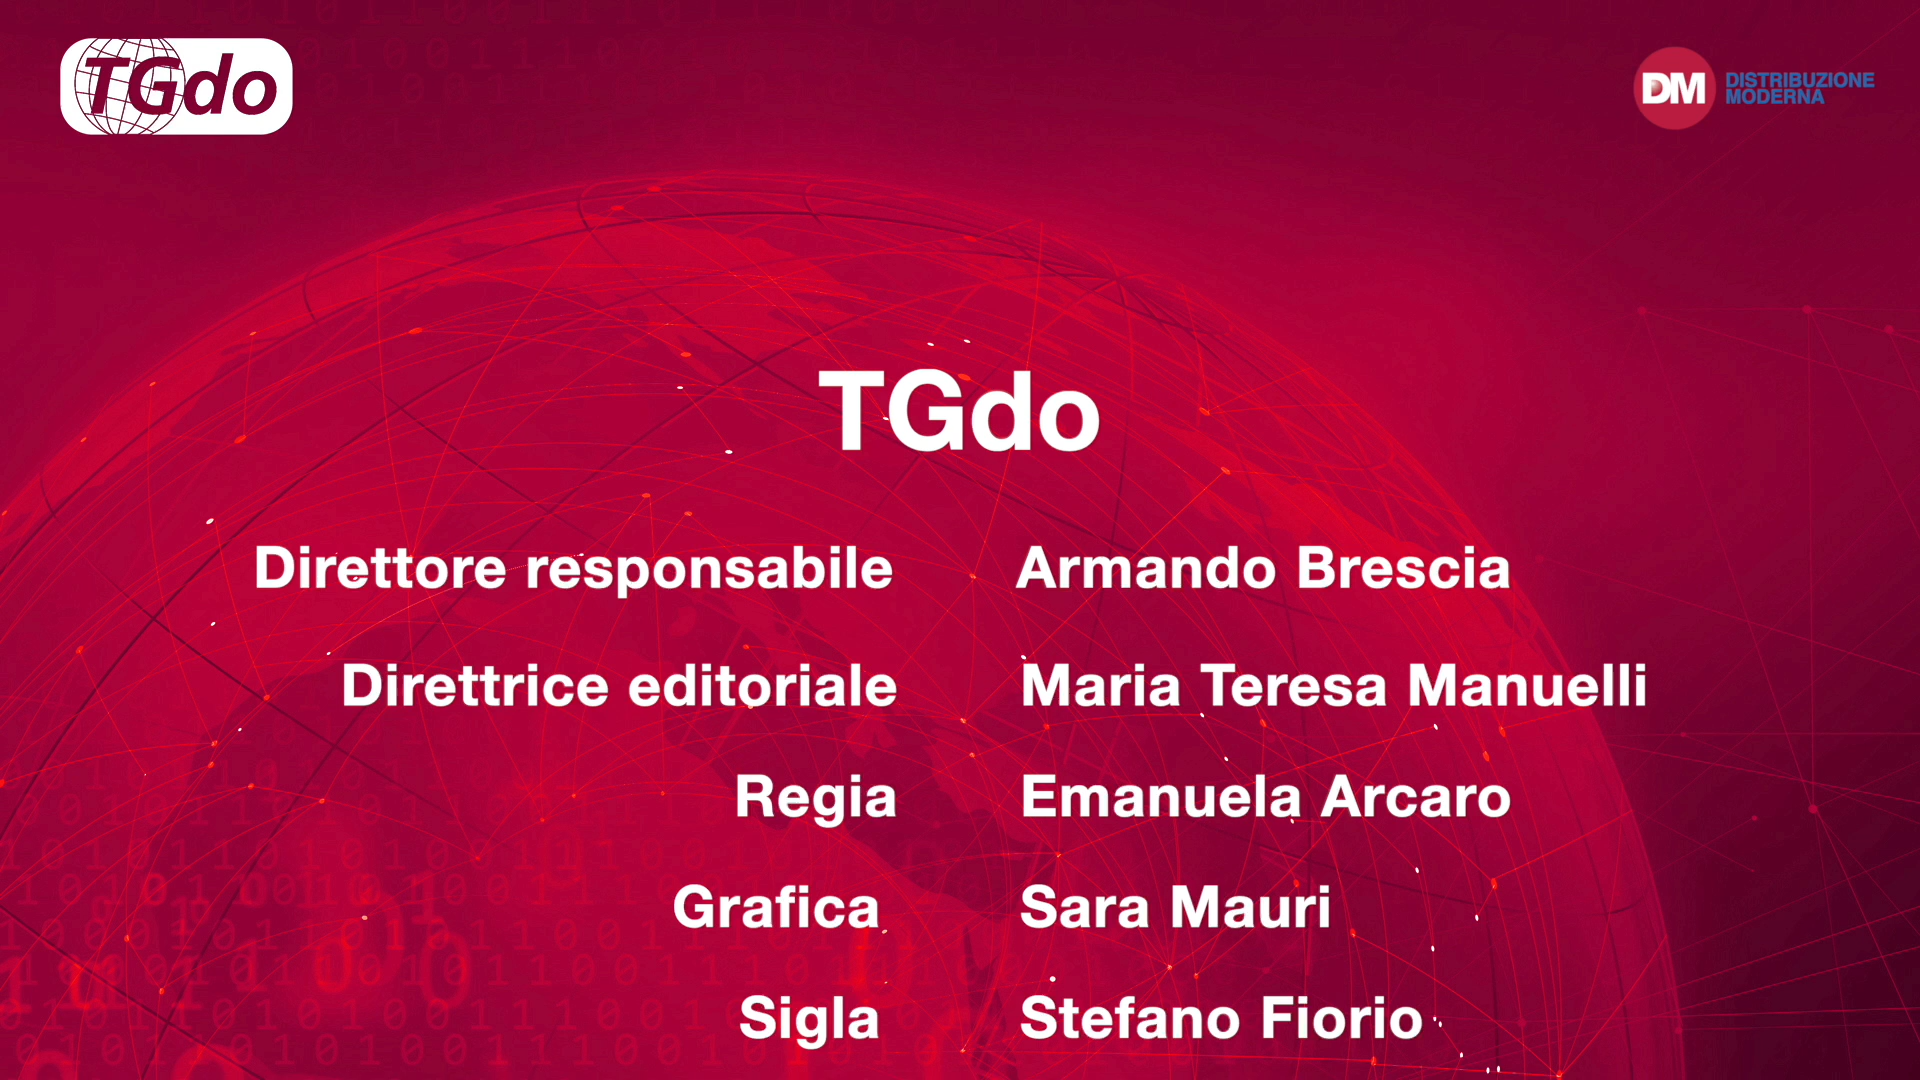 TGdo
DM DISTRIBUZIONE
MODERNA
TGdo
Direttore responsabile Armando Brescia
Direttrice editoriale Maria Teresa Manuelli
Regia Emanuela Arcaro
Grafica Sara Mauri
Sigla Stefano Fiorio